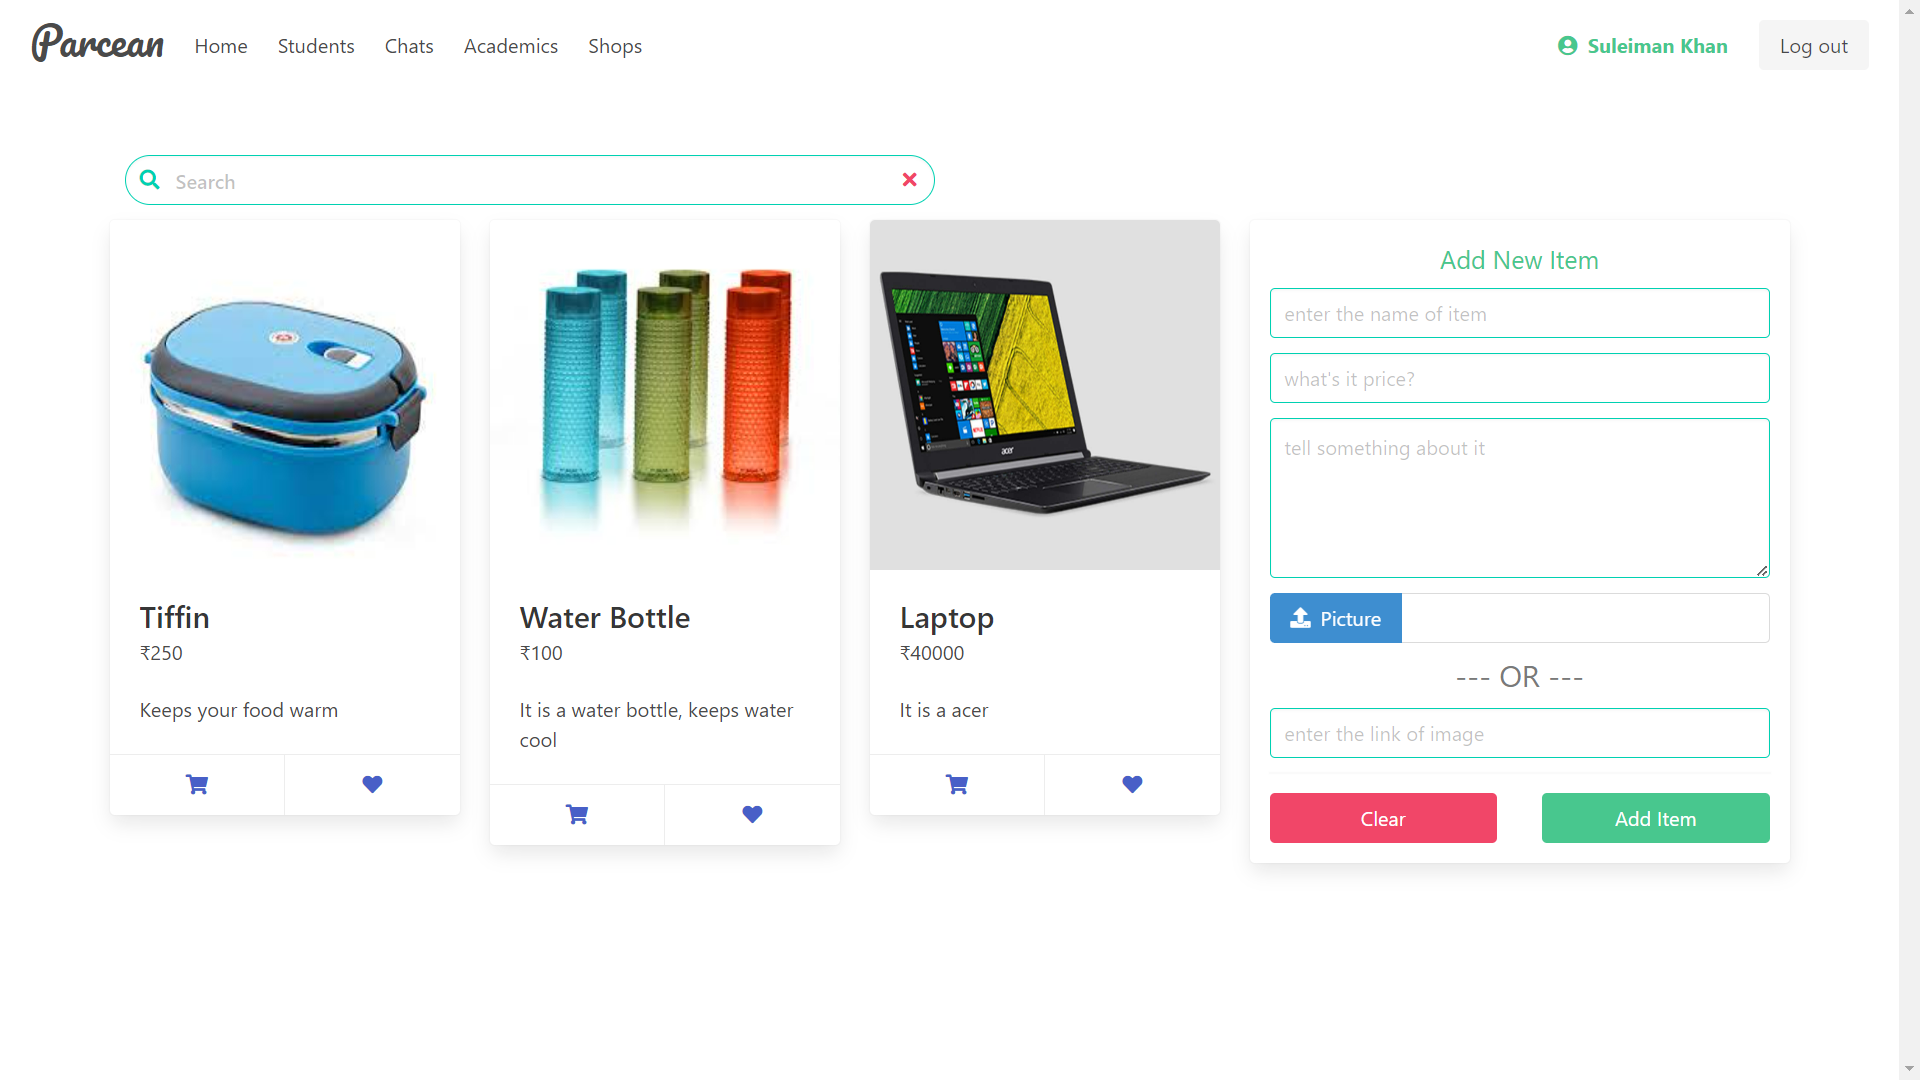 Parcean Home Students Chats Academics Shops Suleiman Khan Log out
Search
Add New Item
enter the name of item
what's it price?
tell something about it
Picture
--- OR ---
enter the link of image
Clear Add Item
acer
Tiffin
₹250
Keeps your food warm
Water Bottle
₹100
It is a water bottle, keeps water
cool
Laptop
₹40000
It is a acer